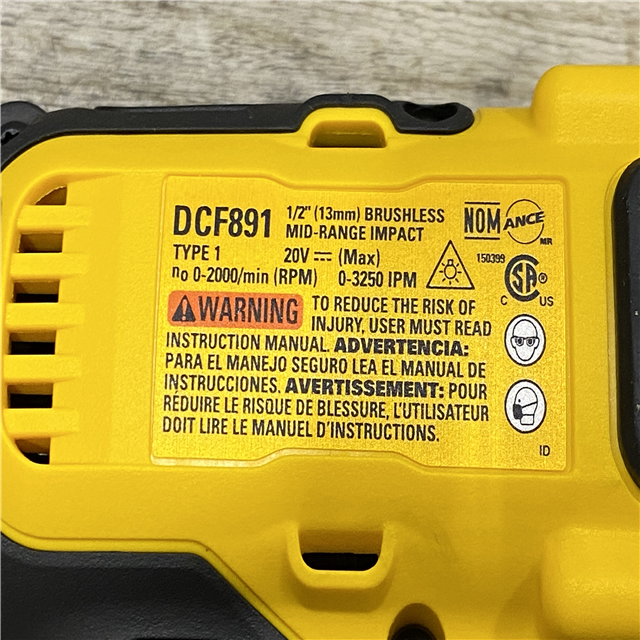 DCF891 1/2" (13mm) BRUSHLESS
MID-RANGE IMPACT
NOM ANCE
MR
TYPE 1 20V ⎓ (Max)
150399
no 0-2000/min (RPM) 0-3250 IPM
CSA®
C US
WARNING TO REDUCE THE RISK OF
INJURY, USER MUST READ
INSTRUCTION MANUAL. ADVERTENCIA:
PARA EL MANEJO SEGURO LEA EL MANUAL DE
INSTRUCCIONES. AVERTISSEMENT: POUR
RÉDUIRE LE RISQUE DE BLESSURE, L'UTILISATEUR
DOIT LIRE LE MANUEL D'INSTRUCTIONS.
ID